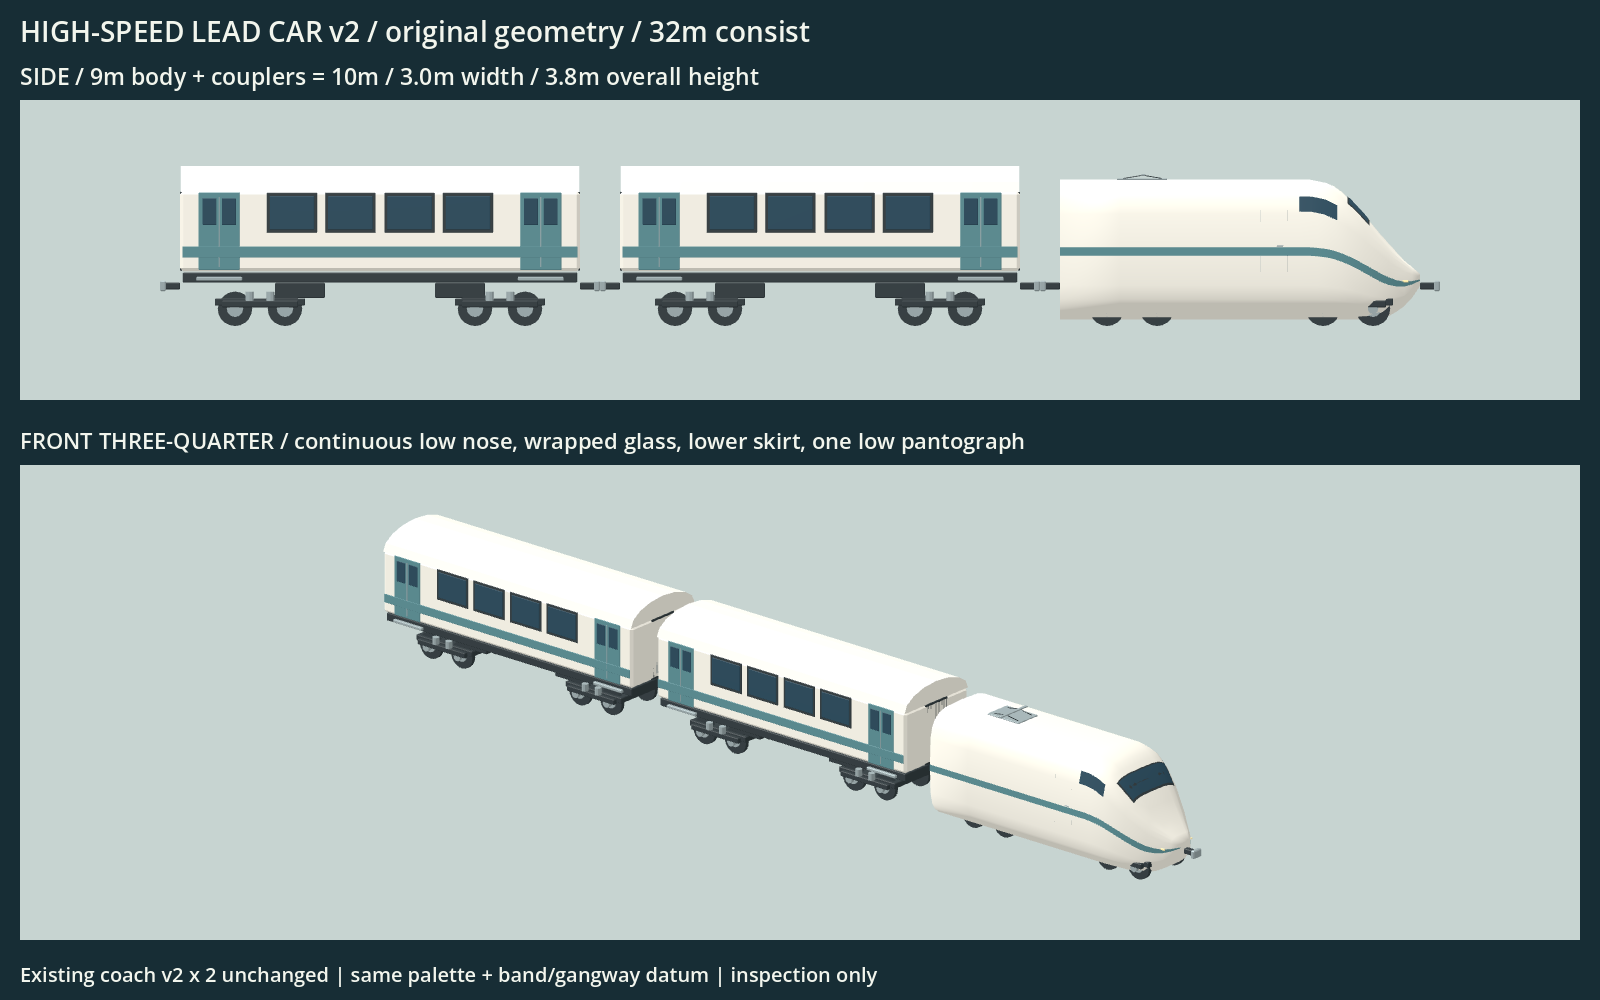 HIGH-SPEED LEAD CAR v2 / original geometry / 32m consist
SIDE / 9m body + couplers = 10m / 3.0m width / 3.8m overall height
FRONT THREE-QUARTER / continuous low nose, wrapped glass, lower skirt, one low pantograph
Existing coach v2 x 2 unchanged | same palette + band/gangway datum | inspection only